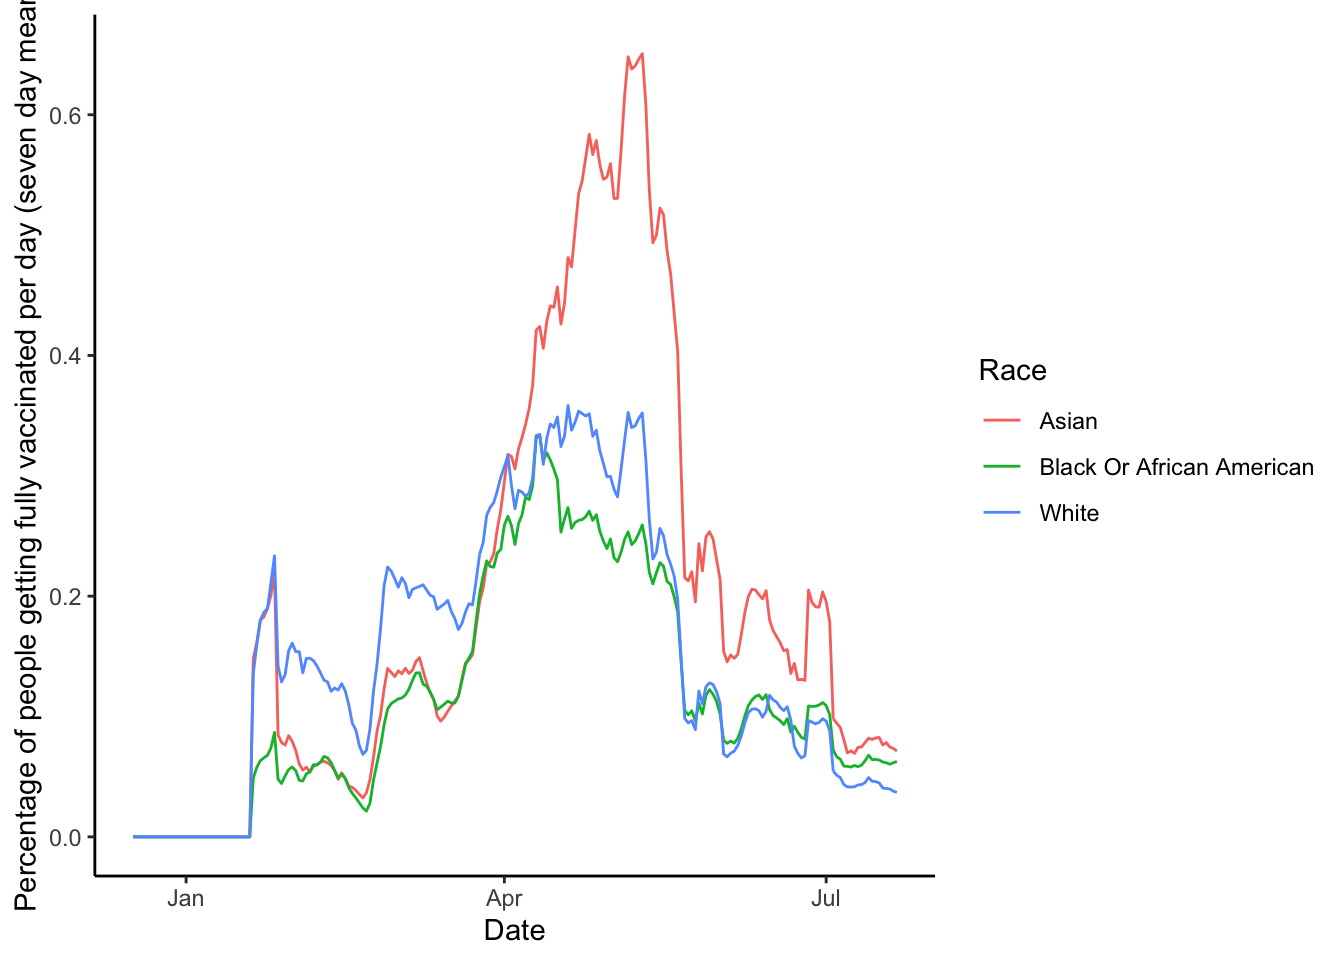 Percentage of people getting fully vaccinated per day (seven day mean
0.6
0.4
0.2
0.0
Jan
Apr
Jul
Date
Race
Asian
Black Or African American
White